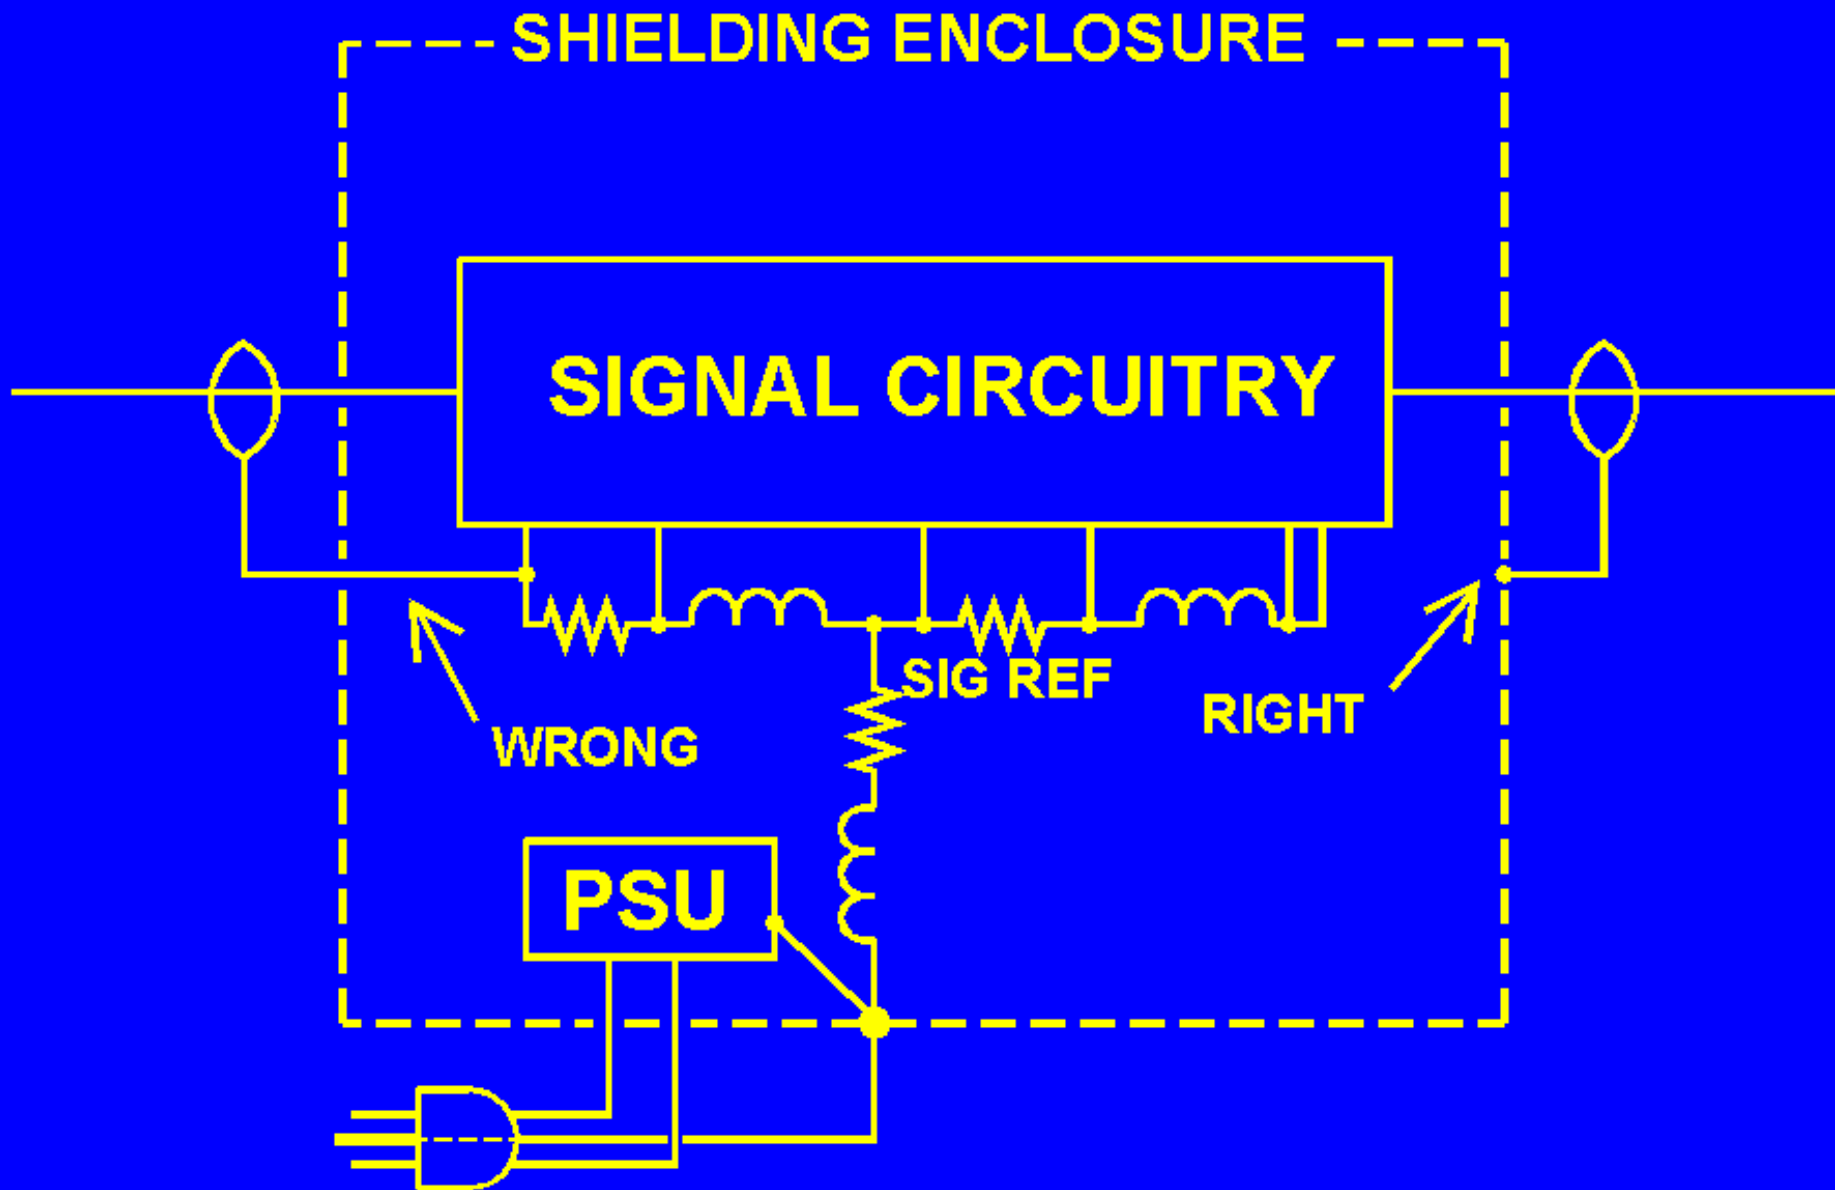 SHIELDING ENCLOSURE
SIGNAL CIRCUITRY
SIG REF
RIGHT
WRONG
PSU